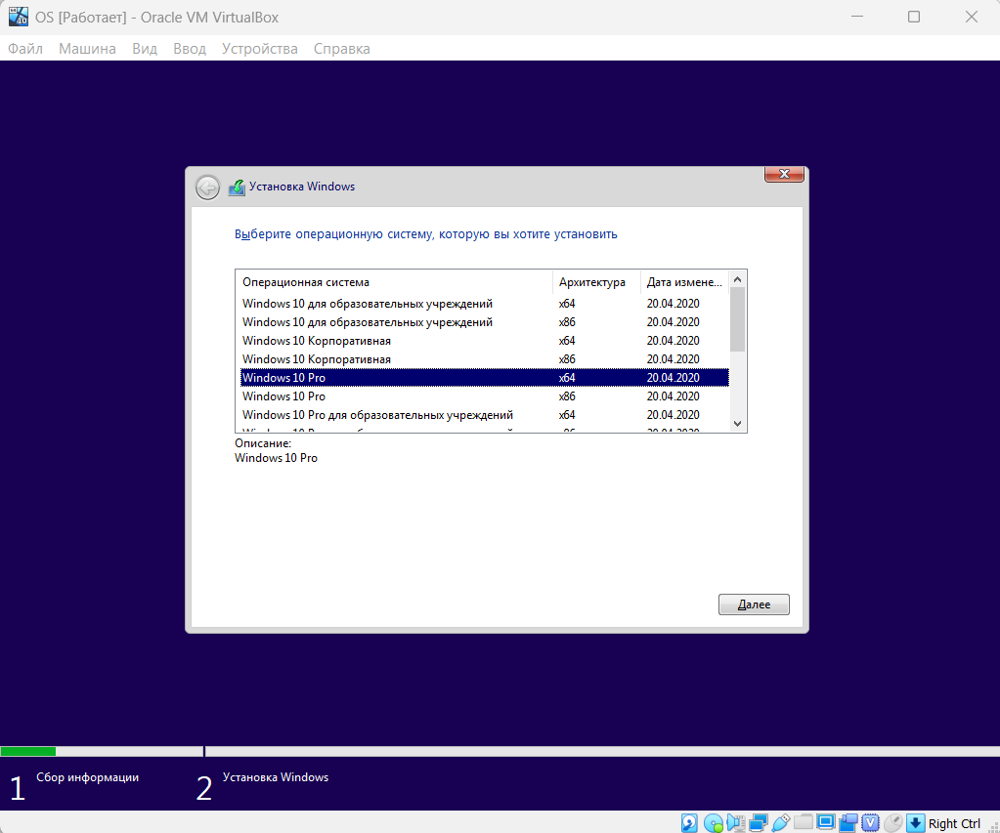 OS [Работает] - Oracle VM VirtualBox
Файл Машина Вид Ввод Устройства Справка
Установка Windows
Выберите операционную систему, которую вы хотите установить
Операционная система Архитектура Дата измене...
Windows 10 для образовательных учреждений x64 20.04.2020
Windows 10 для образовательных учреждений x86 20.04.2020
Windows 10 Корпоративная x64 20.04.2020
Windows 10 Корпоративная x86 20.04.2020
Windows 10 Pro x64 20.04.2020
Windows 10 Pro x86 20.04.2020
Windows 10 Pro для образовательных учреждений x64 20.04.2020
Описание:
Windows 10 Pro
Далее
1 Сбор информации 2 Установка Windows
Right Ctrl